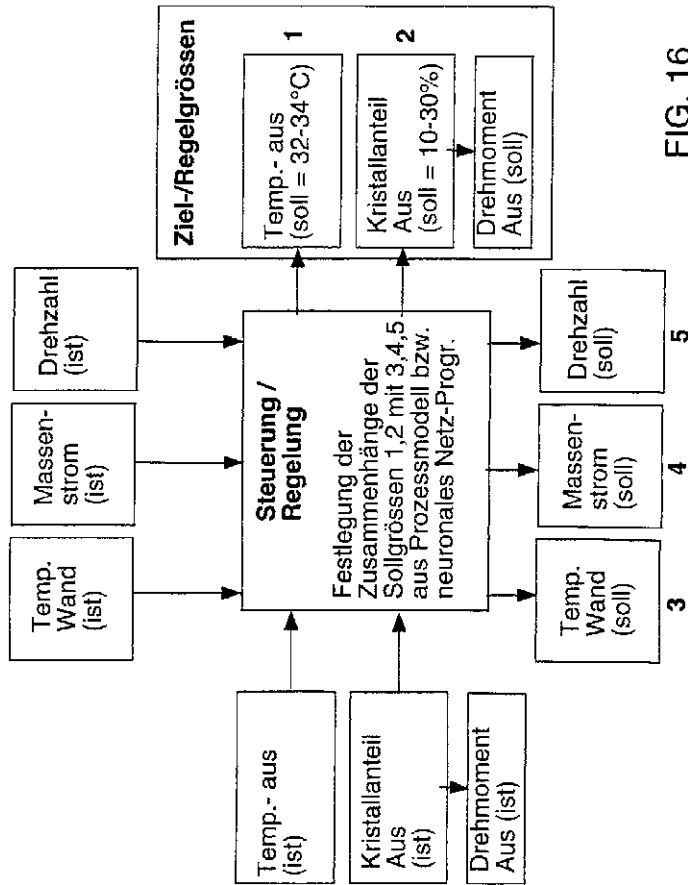 Temp.
Wand
(ist)
Massen-
strom
(ist)
Drehzahl
(ist)
Temp.- aus
(ist)
Kristallanteil
Aus
(ist)
Drehmoment
Aus (ist)
Steuerung /
Regelung
Festlegung der
Zusammenhänge der
Sollgrössen 1,2 mit 3,4,5
aus Prozessmodell bzw.
neuronales Netz-Progr.
Ziel-/Regelgrössen
Temp.- aus
(soll = 32-34°C)
1
Kristallanteil
Aus
(soll = 10-30%)
2
Drehmoment
Aus (soll)
Temp.
Wand
(soll)
3
Massen-
strom
(soll)
4
Drehzahl
(soll)
5
FIG. 16